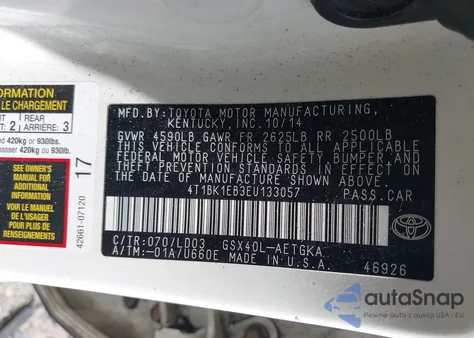 INFORMATION
LE CHARGEMENT
REAR
2 ARRIÈRE: 3
420kg or 930lbs.
passer 420kg ou 930lb.
SEE OWNER'S
MANUAL FOR
ADDITIONAL
INFORMATION
VOIR LE MANUEL
DE L'USAGER
POUR PLUS DE
RENSEIGNEMENTS
17
42661-07120
MFD.BY: TOYOTA MOTOR MANUFACTURING,
KENTUCKY, INC. 10/14
GVWR 4590LB GAWR FR 2625LB RR 2500LB
THIS VEHICLE CONFORMS TO ALL APPLICABLE
FEDERAL MOTOR VEHICLE SAFETY, BUMPER, AND
THEFT PREVENTION STANDARDS IN EFFECT ON
THE DATE OF MANUFACTURE SHOWN ABOVE.
4T1BK1EB3EU133057 PASS.CAR
C/TR:070/LD03 GSX40L-AETGKA
A/TM:-01A/U660E MADE IN U.S.A.
46926
TOYOTA
autoSnap